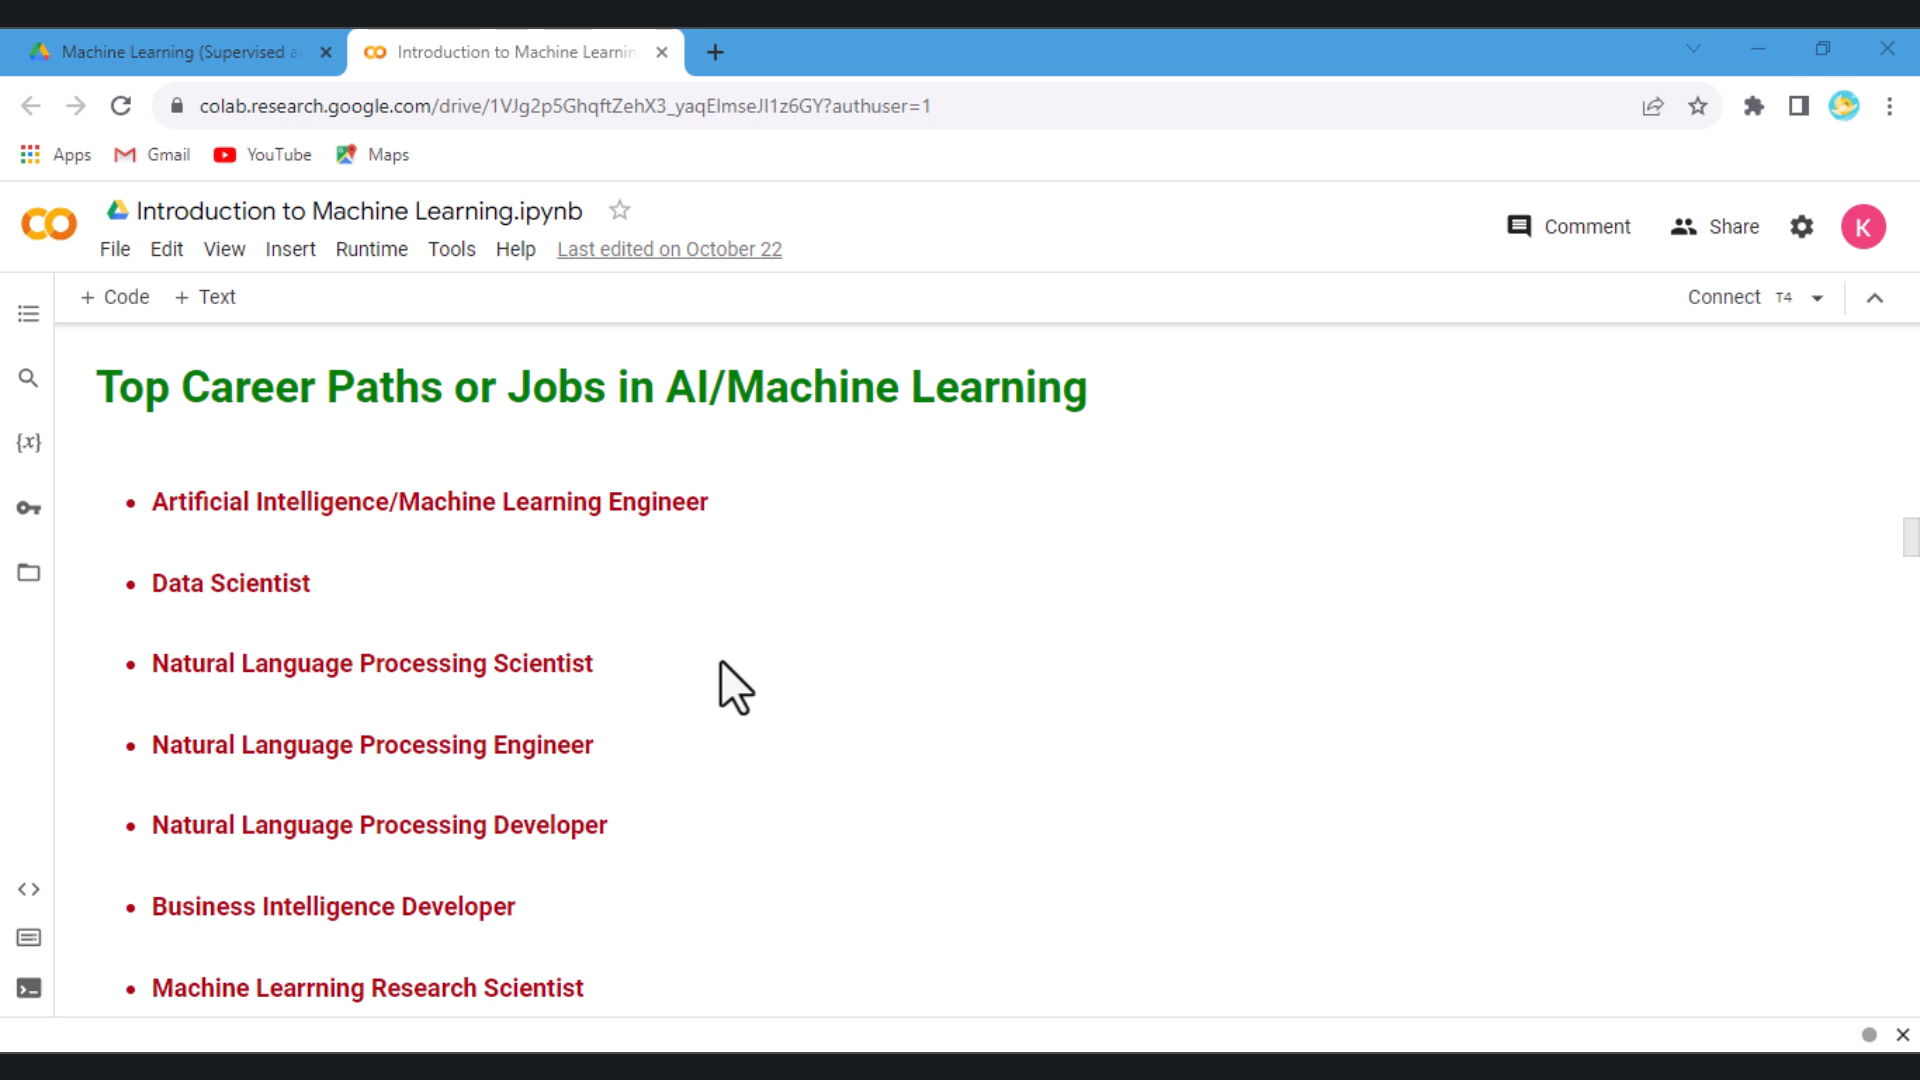 Machine Learning (Supervised a
Introduction to Machine Learnin
colab.research.google.com/drive/1VJg2p5GhqftZehX3_yaqElmseJI1z6GY?authuser=1
Apps Gmail YouTube Maps
Introduction to Machine Learning.ipynb
File Edit View Insert Runtime Tools Help Last edited on October 22
Comment Share K
+ Code + Text Connect T4
{x}
Top Career Paths or Jobs in AI/Machine Learning
• Artificial Intelligence/Machine Learning Engineer
• Data Scientist
• Natural Language Processing Scientist
• Natural Language Processing Engineer
• Natural Language Processing Developer
• Business Intelligence Developer
• Machine Learrning Research Scientist